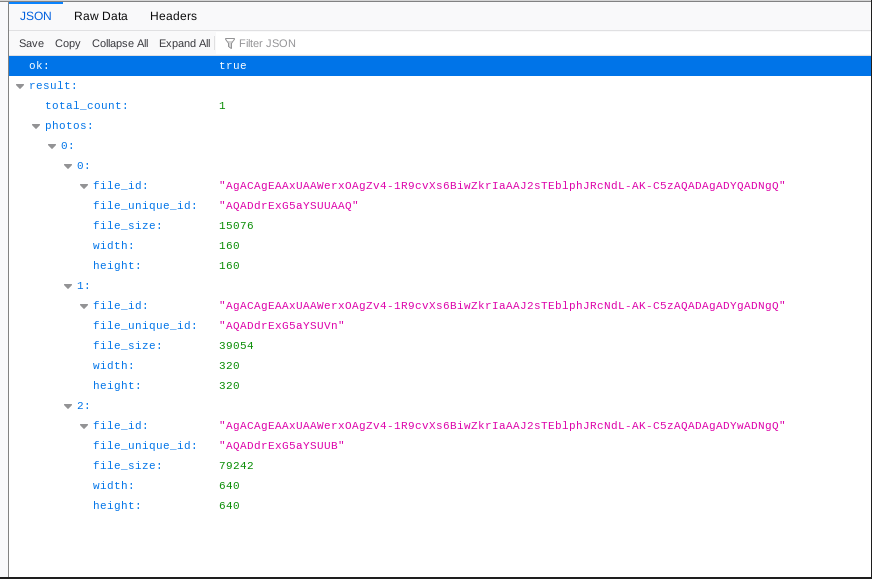 JSON Raw Data Headers
Save Copy Collapse All Expand All Filter JSON
ok: true
result:
total_count: 1
photos:
0:
0:
file_id: "AgACAgEAAxUAAWerxOAgZv4-1R9cvXs6BiwZkrIaAAJ2sTEblphJRcNdL-AK-C5zAQADAgADYQADNgQ"
file_unique_id: "AQADdrExG5aYSUUAAQ"
file_size: 15076
width: 160
height: 160
1:
file_id: "AgACAgEAAxUAAWerxOAgZv4-1R9cvXs6BiwZkrIaAAJ2sTEblphJRcNdL-AK-C5zAQADAgADYgADNgQ"
file_unique_id: "AQADdrExG5aYSUVn"
file_size: 39054
width: 320
height: 320
2:
file_id: "AgACAgEAAxUAAWerxOAgZv4-1R9cvXs6BiwZkrIaAAJ2sTEblphJRcNdL-AK-C5zAQADAgADYwADNgQ"
file_unique_id: "AQADdrExG5aYSUUB"
file_size: 79242
width: 640
height: 640